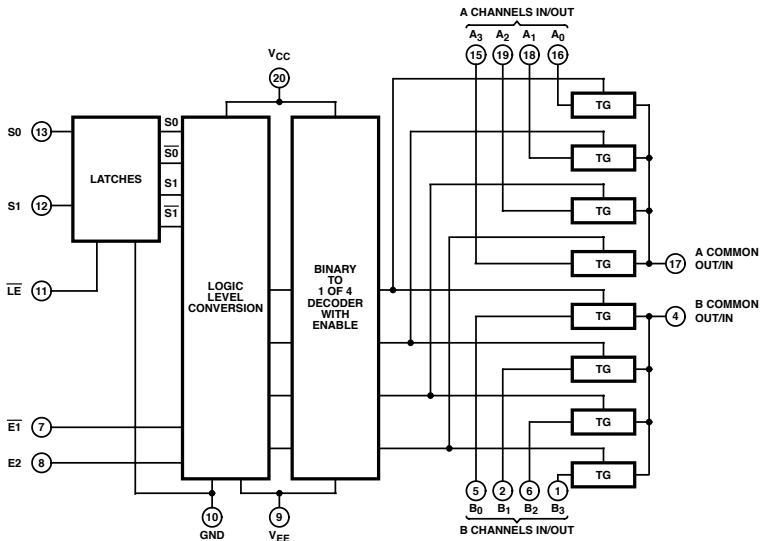 A CHANNELS IN/OUT
A3 A2 A1 A0
15 19 18 16
VCC
20
TG
TG
TG
TG
S0 13
S1 12
LATCHES
S0
S0̅
S1
S1̅
L̅E̅ 11
LOGIC
LEVEL
CONVERSION
BINARY
TO
1 OF 4
DECODER
WITH
ENABLE
17 A COMMON
OUT/IN
4 B COMMON
OUT/IN
TG
TG
TG
TG
E̅1̅ 7
E2 8
10
GND
9
VEE
5 2 6 1
B0 B1 B2 B3
B CHANNELS IN/OUT